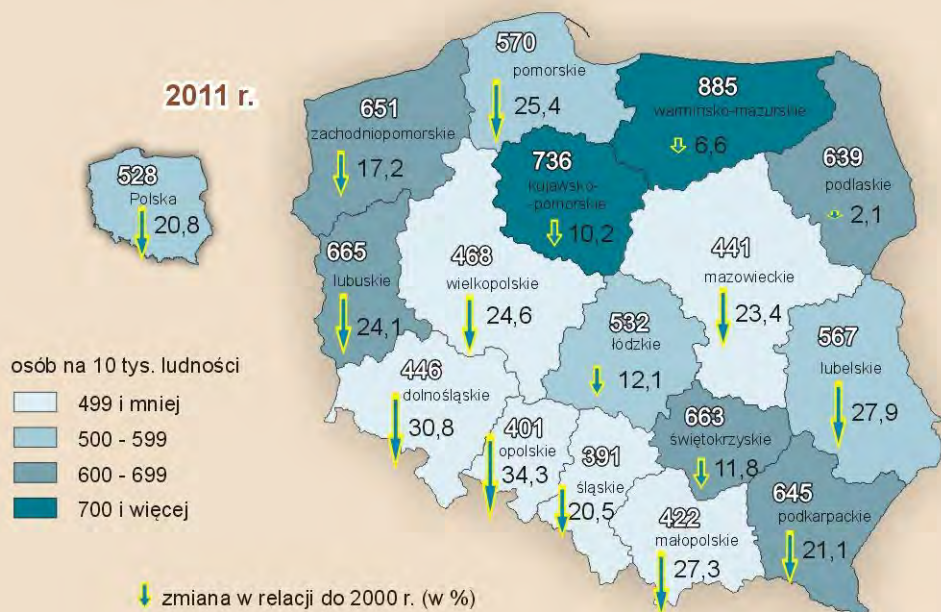 2011 r.
528
Polska
20,8
570
pomorskie
25,4
651
zachodniopomorskie
17,2
885
warmińsko-mazurskie
6,6
736
kujawsko-
-pomorskie
10,2
639
podlaskie
2,1
665
lubuskie
24,1
468
wielkopolskie
24,6
441
mazowieckie
23,4
532
łódzkie
12,1
567
lubelskie
27,9
446
dolnośląskie
30,8
401
opolskie
34,3
391
śląskie
20,5
663
świętokrzyskie
11,8
422
małopolskie
27,3
645
podkarpackie
21,1
osób na 10 tys. ludności
499 i mniej
500 - 599
600 - 699
700 i więcej
zmiana w relacji do 2000 r. (w %)